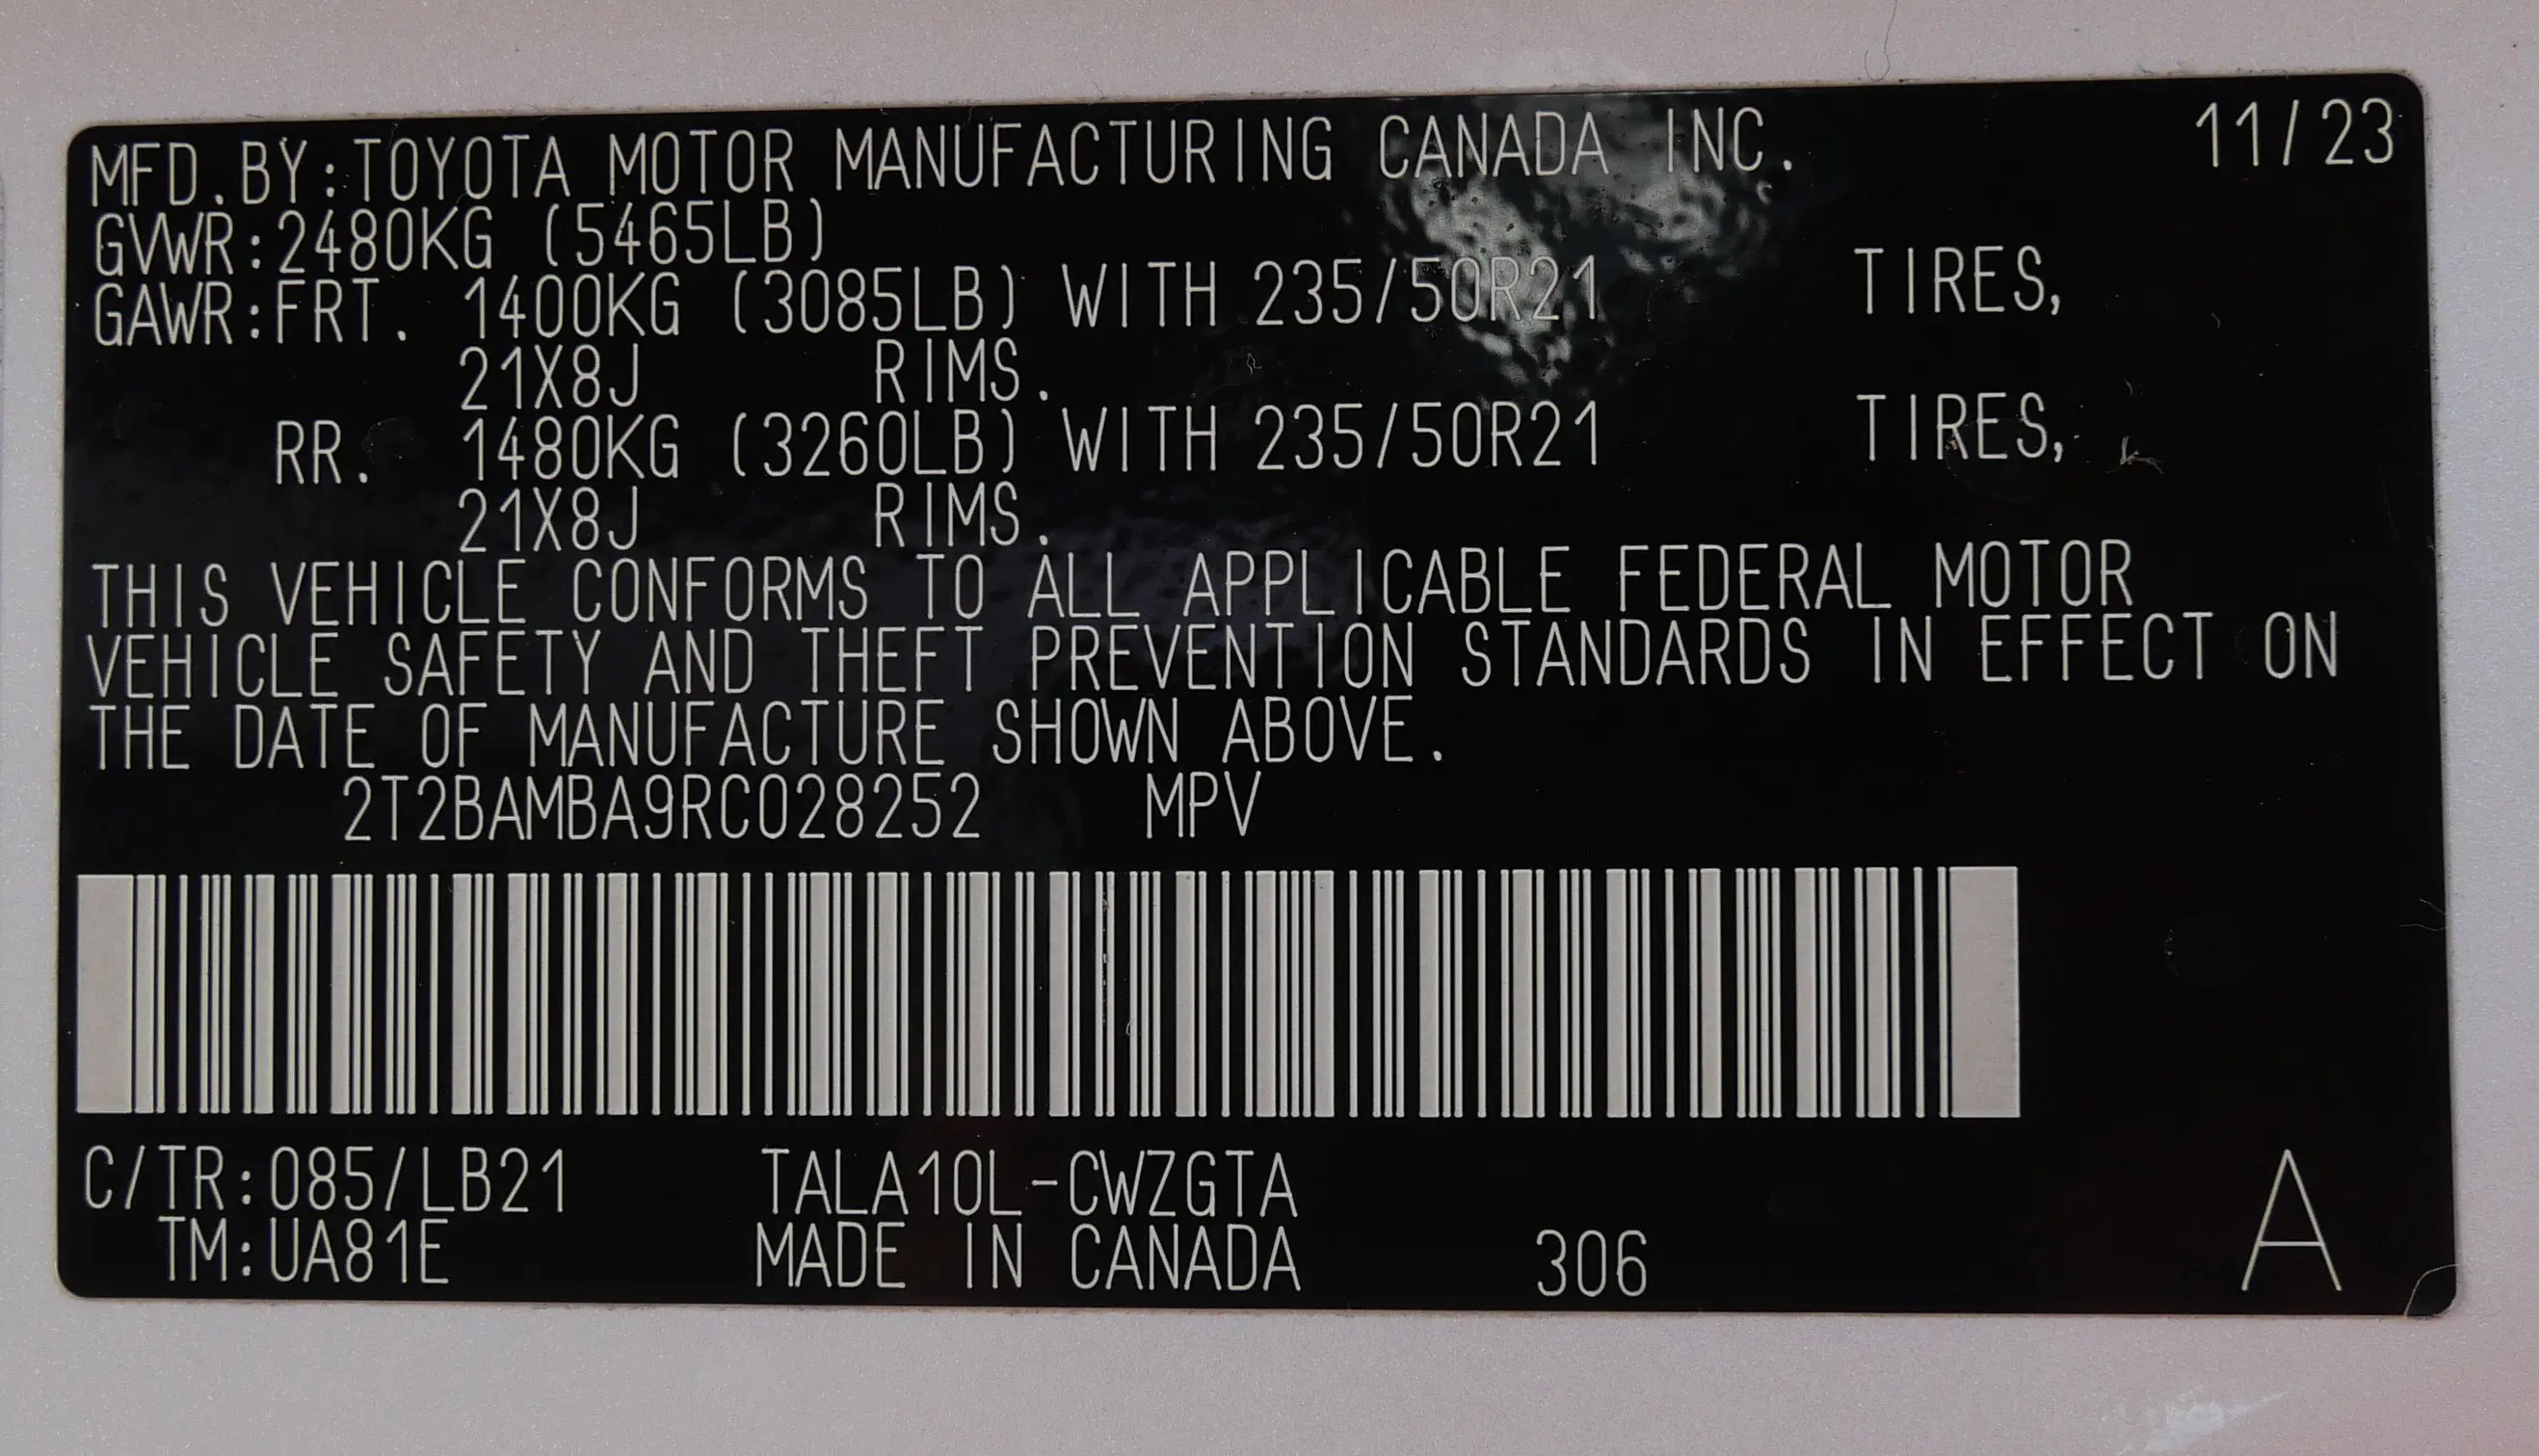 MFD.BY:TOYOTA MOTOR MANUFACTURING CANADA INC. 11/23
GVWR:2480KG (5465LB)
GAWR:FRT. 1400KG (3085LB) WITH 235/50R21 TIRES,
21X8J RIMS.
RR. 1480KG (3260LB) WITH 235/50R21 TIRES,
21X8J RIMS.
THIS VEHICLE CONFORMS TO ALL APPLICABLE FEDERAL MOTOR
VEHICLE SAFETY AND THEFT PREVENTION STANDARDS IN EFFECT ON
THE DATE OF MANUFACTURE SHOWN ABOVE.
2T2BAMBA9RC028252 MPV
C/TR:085/LB21 TALA10L-CWZGTA A
TM:UA81E MADE IN CANADA 306